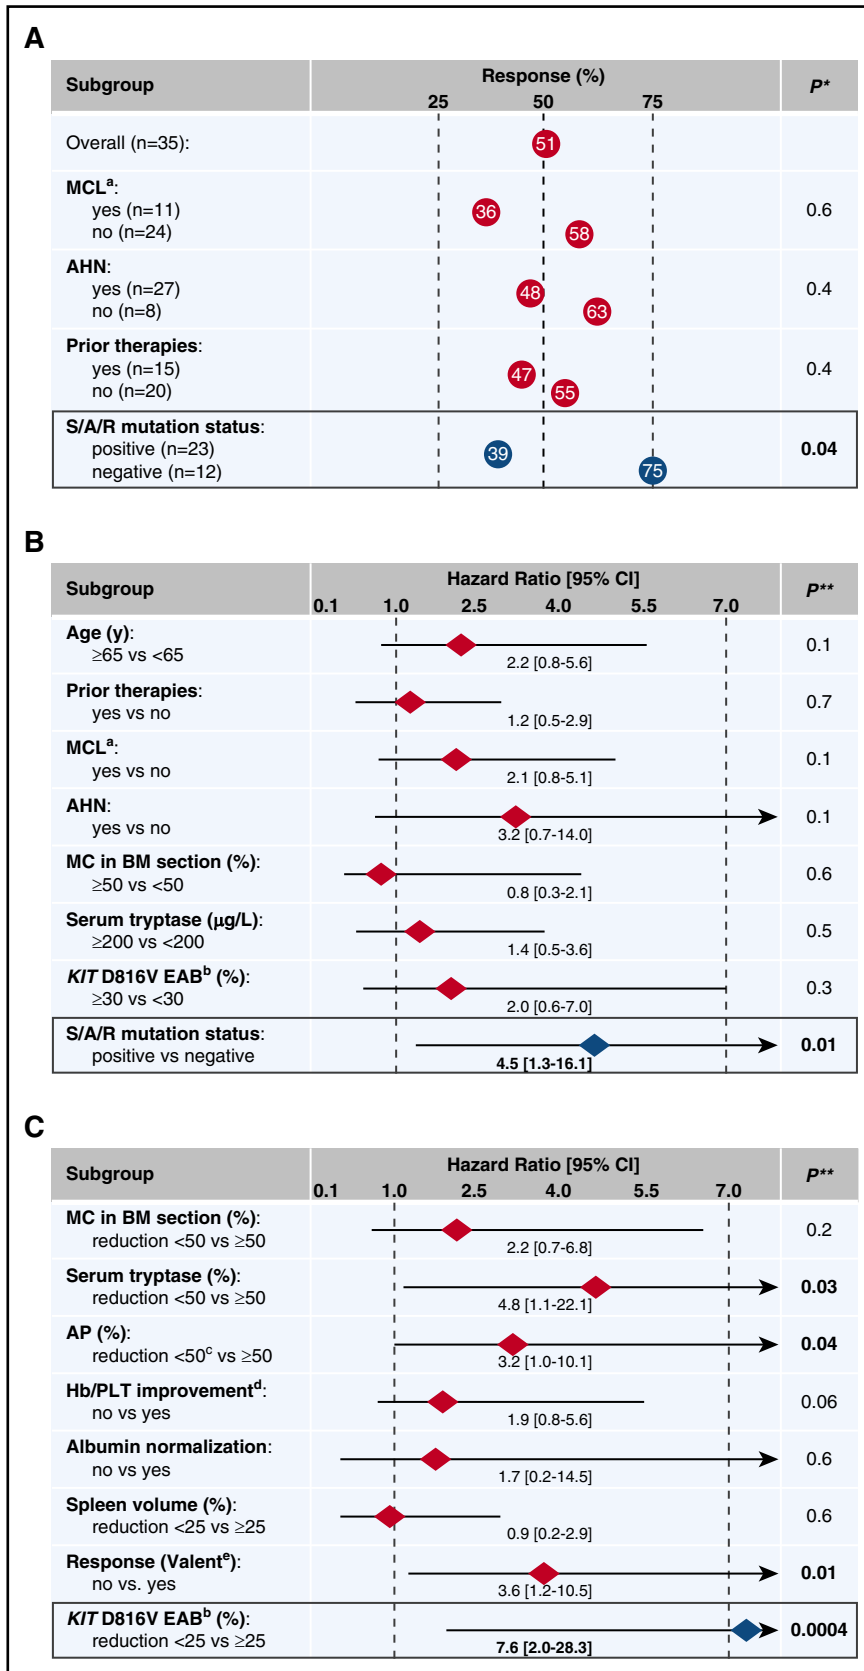 A
Subgroup Response (%) P*
25 50 75
Overall (n=35): 51
MCLᵃ:
yes (n=11) 36 0.6
no (n=24) 58
AHN:
yes (n=27) 48 0.4
no (n=8) 63
Prior therapies:
yes (n=15) 47 0.4
no (n=20) 55
S/A/R mutation status:
positive (n=23) 39 0.04
negative (n=12) 75
B
Subgroup Hazard Ratio [95% CI] P**
0.1 1.0 2.5 4.0 5.5 7.0
Age (y): 0.1
≥65 vs <65 2.2 [0.8-5.6]
Prior therapies: 0.7
yes vs no 1.2 [0.5-2.9]
MCLᵃ: 0.1
yes vs no 2.1 [0.8-5.1]
AHN: 0.1
yes vs no 3.2 [0.7-14.0]
MC in BM section (%): 0.6
≥50 vs <50 0.8 [0.3-2.1]
Serum tryptase (μg/L): 0.5
≥200 vs <200 1.4 [0.5-3.6]
KIT D816V EABᵇ (%): 0.3
≥30 vs <30 2.0 [0.6-7.0]
S/A/R mutation status: 0.01
positive vs negative 4.5 [1.3-16.1]
C
Subgroup Hazard Ratio [95% CI] P**
0.1 1.0 2.5 4.0 5.5 7.0
MC in BM section (%): 0.2
reduction <50 vs ≥50 2.2 [0.7-6.8]
Serum tryptase (%): 0.03
reduction <50 vs ≥50 4.8 [1.1-22.1]
AP (%): 0.04
reduction <50ᶜ vs ≥50 3.2 [1.0-10.1]
Hb/PLT improvementᵈ: 0.06
no vs yes 1.9 [0.8-5.6]
Albumin normalization: 0.6
no vs yes 1.7 [0.2-14.5]
Spleen volume (%): 0.6
reduction <25 vs ≥25 0.9 [0.2-2.9]
Response (Valentᵉ): 0.01
no vs. yes 3.6 [1.2-10.5]
KIT D816V EABᵇ (%): 0.0004
reduction <25 vs ≥25 7.6 [2.0-28.3]